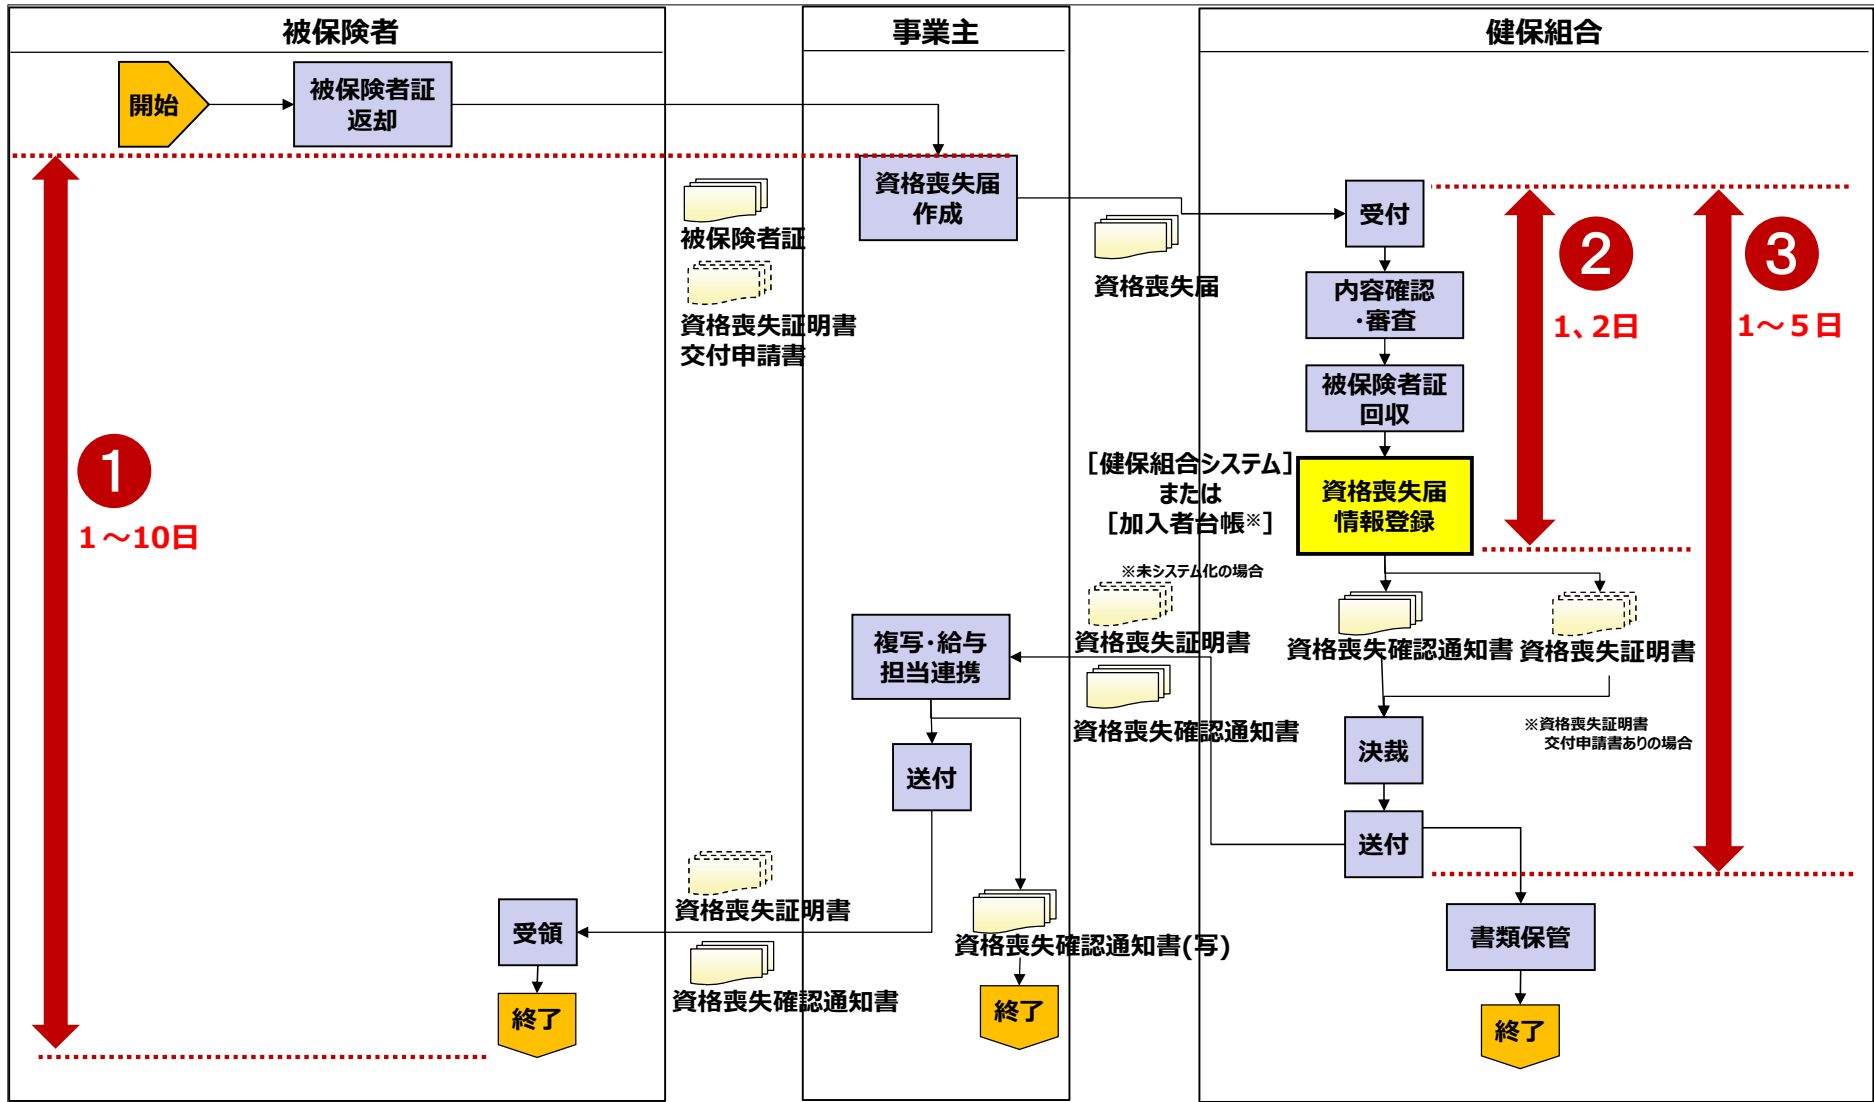 被保険者
事業主
健保組合
開始
被保険者証
返却
資格喪失届
作成
被保険者証
資格喪失証明書
交付申請書
資格喪失届
受付
内容確認
・審査
被保険者証
回収
[健保組合システム]
または
[加入者台帳※]
※未システム化の場合
資格喪失届
情報登録
1
1～10日
2
1、2日
3
1～5日
資格喪失確認通知書
資格喪失証明書
※資格喪失証明書
交付申請書ありの場合
決裁
送付
資格喪失証明書
資格喪失確認通知書
複写・給与
担当連携
送付
資格喪失証明書
資格喪失確認通知書
資格喪失確認通知書(写)
受領
書類保管
終了
終了
終了